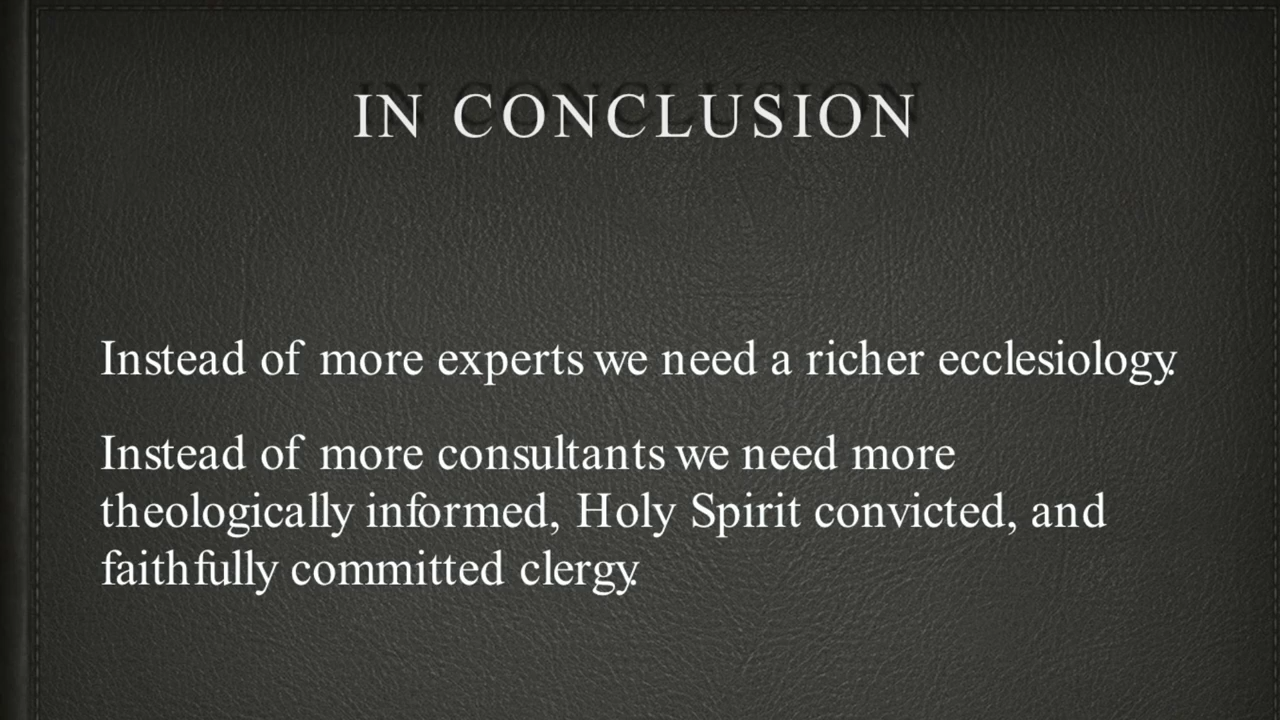 IN CONCLUSION
Instead of more experts we need a richer ecclesiology.
Instead of more consultants we need more
theologically informed, Holy Spirit convicted, and
faithfully committed clergy.